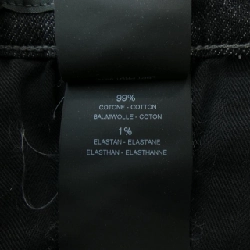 99%
COTONE - COTTON
BAUMWOLLE - COTON
1%
ELASTAN - ELASTANE
ELASTHAN - ELASTHANNE